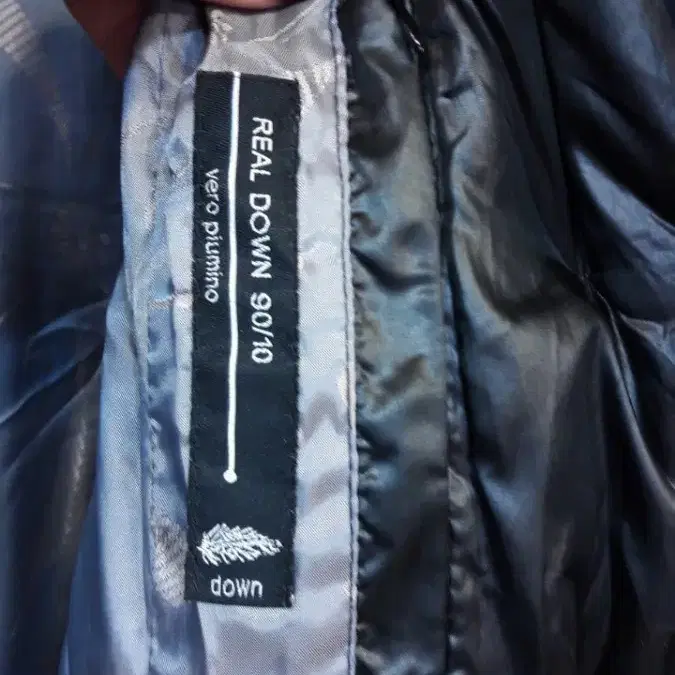 REAL DOWN 90/10
vero piumino
down